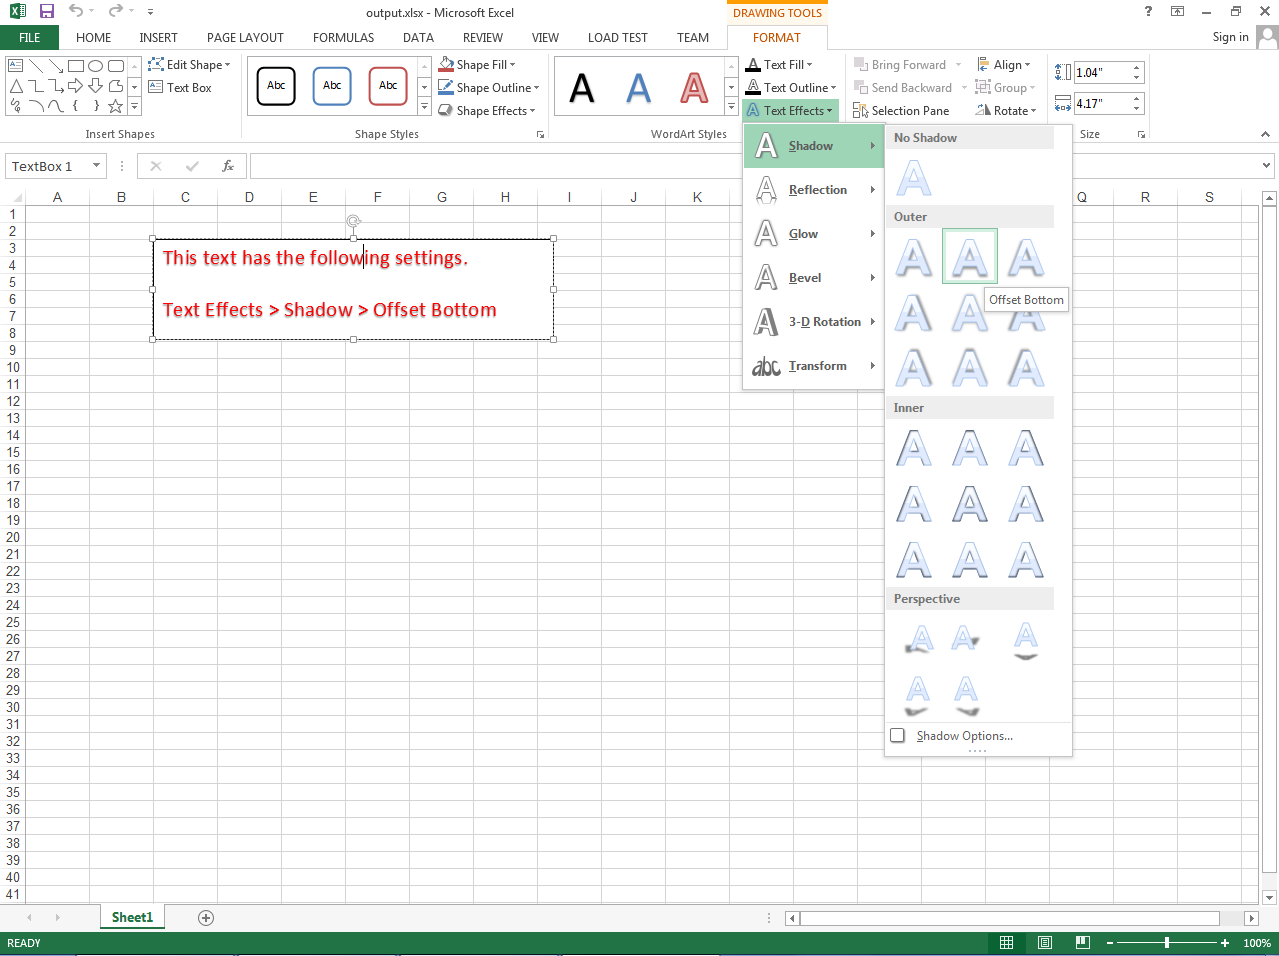 output.xlsx - Microsoft Excel
DRAWING TOOLS
?
FILE HOME INSERT PAGE LAYOUT FORMULAS DATA REVIEW VIEW LOAD TEST TEAM FORMAT
Sign in
Edit Shape
Text Box
Insert Shapes
Abc Abc Abc
Shape Fill
Shape Outline
Shape Effects
Shape Styles
A A A
Text Fill
Text Outline
Text Effects
WordArt Styles
Bring Forward
Send Backward
Selection Pane
Align
Group
Rotate
1.04"
4.17"
Size
TextBox 1
fx
A B C D E F G H I J K Q R S
1
2
3
4
5
6
7
8
9
10
11
12
13
14
15
16
17
18
19
20
21
22
23
24
25
26
27
28
29
30
31
32
33
34
35
36
37
38
39
40
41
This text has the following settings.
Text Effects > Shadow > Offset Bottom
Shadow
Reflection
Glow
Bevel
3-D Rotation
abc Transform
No Shadow
A
Outer
A A A
Offset Bottom
A A A
A A A
Inner
A A A
A A A
A A A
Perspective
A A A
A A
Shadow Options...
Sheet1
READY
100%